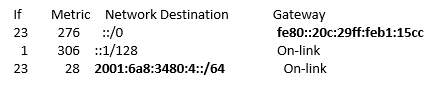 If Metric Network Destination Gateway
23 276 ::/0 fe80::20c:29ff:feb1:15cc
1 306 ::1/128 On-link
23 28 2001:6a8:3480:4::/64 On-link